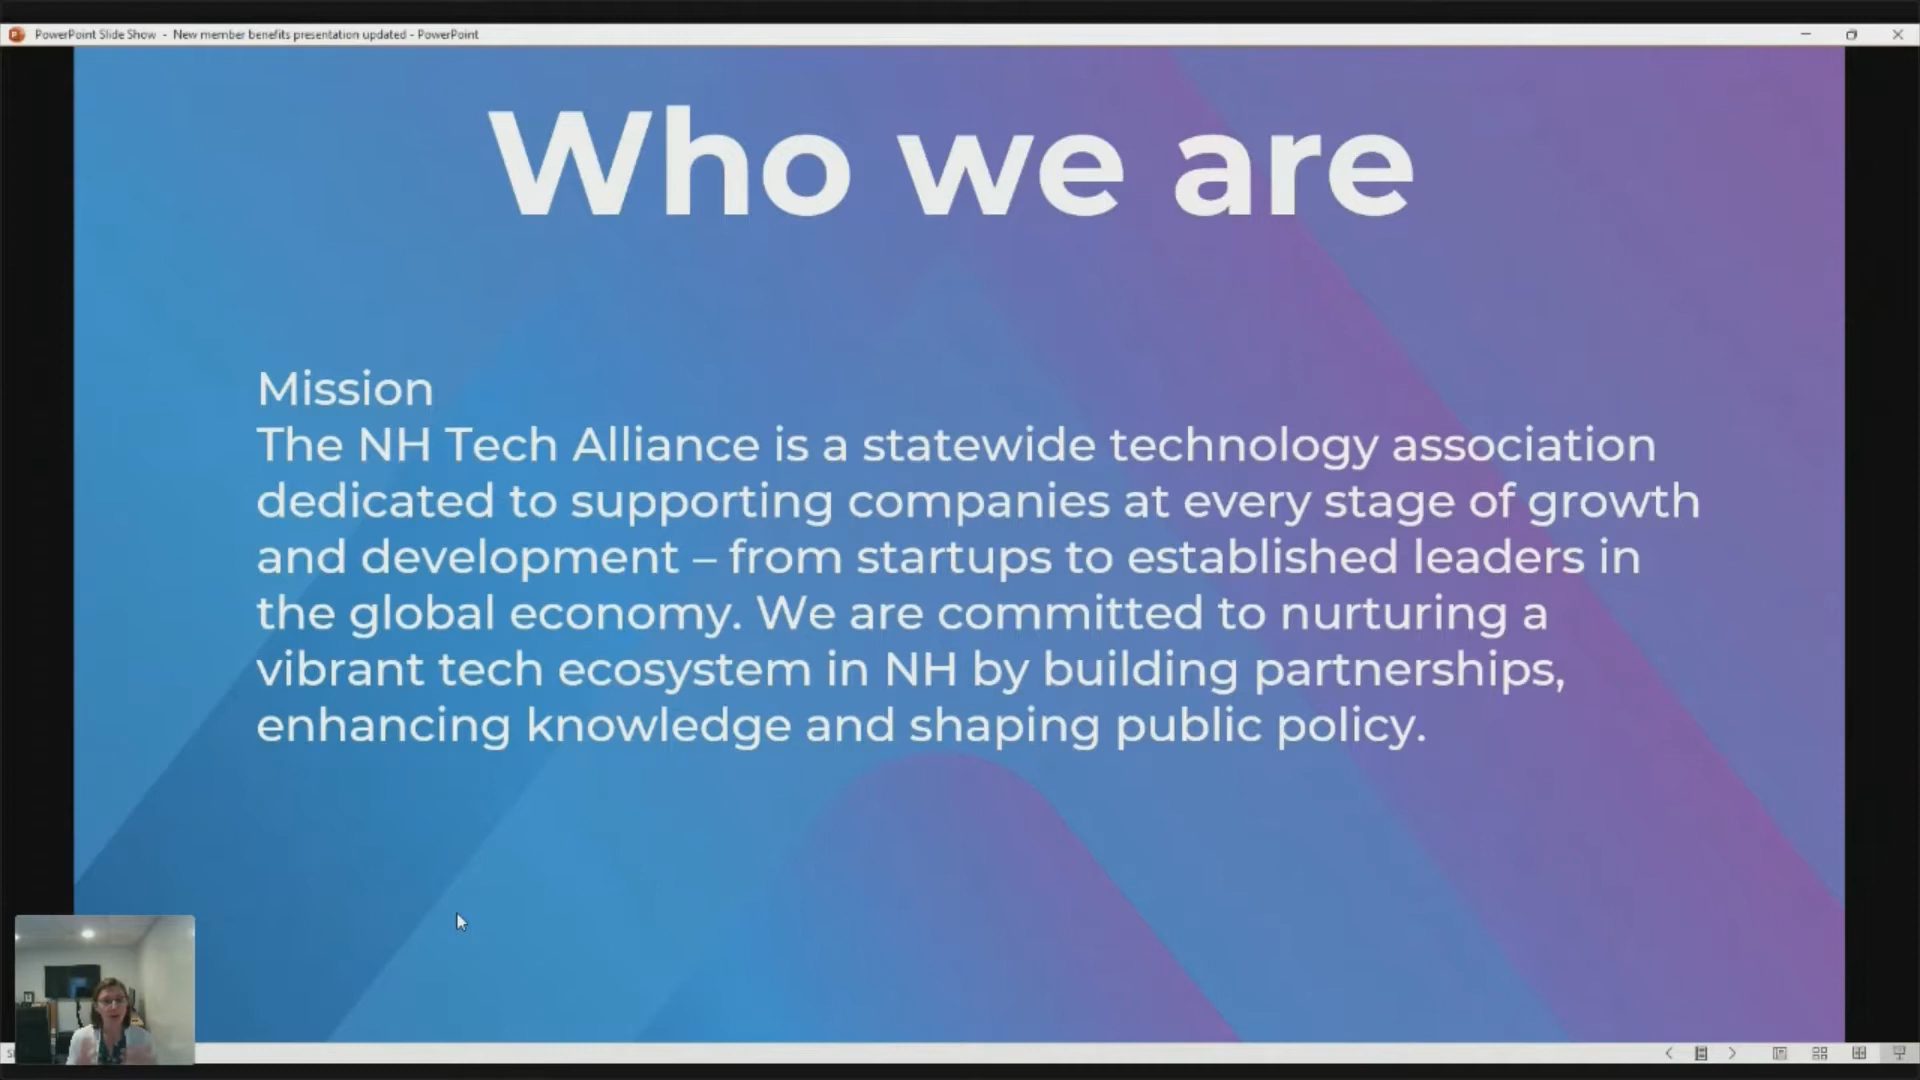 PowerPoint Slide Show - New member benefits presentation updated - PowerPoint
Who we are
Mission
The NH Tech Alliance is a statewide technology association
dedicated to supporting companies at every stage of growth
and development – from startups to established leaders in
the global economy. We are committed to nurturing a
vibrant tech ecosystem in NH by building partnerships,
enhancing knowledge and shaping public policy.